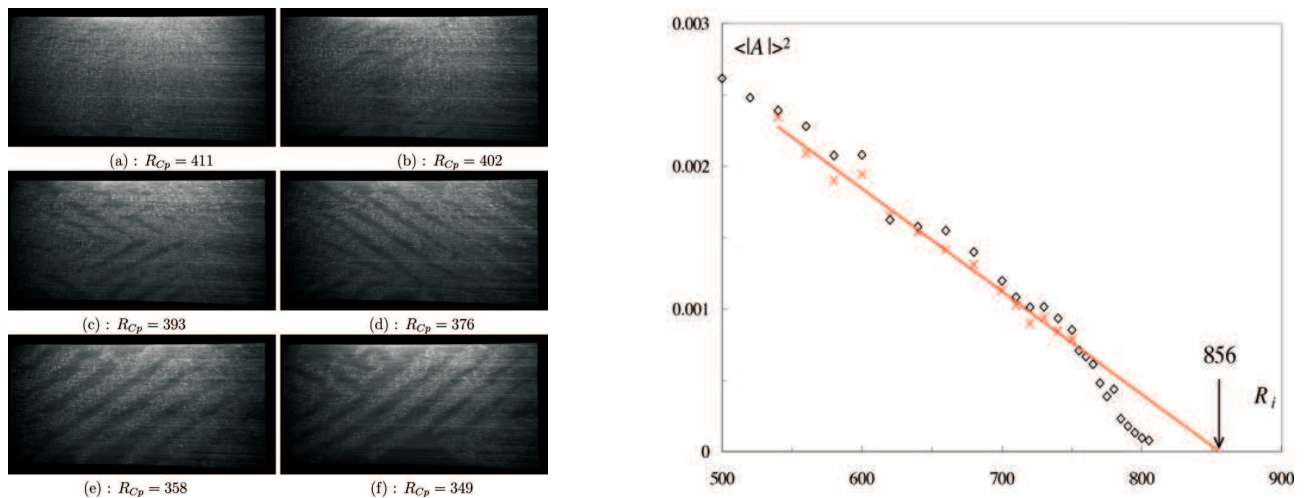 (a) : R_{Cp} = 411
(b) : R_{Cp} = 402
(c) : R_{Cp} = 393
(d) : R_{Cp} = 376
(e) : R_{Cp} = 358
(f) : R_{Cp} = 349
0.003
<|A|>²
0.002
0.001
856
R_i
0
500
600
700
800
900